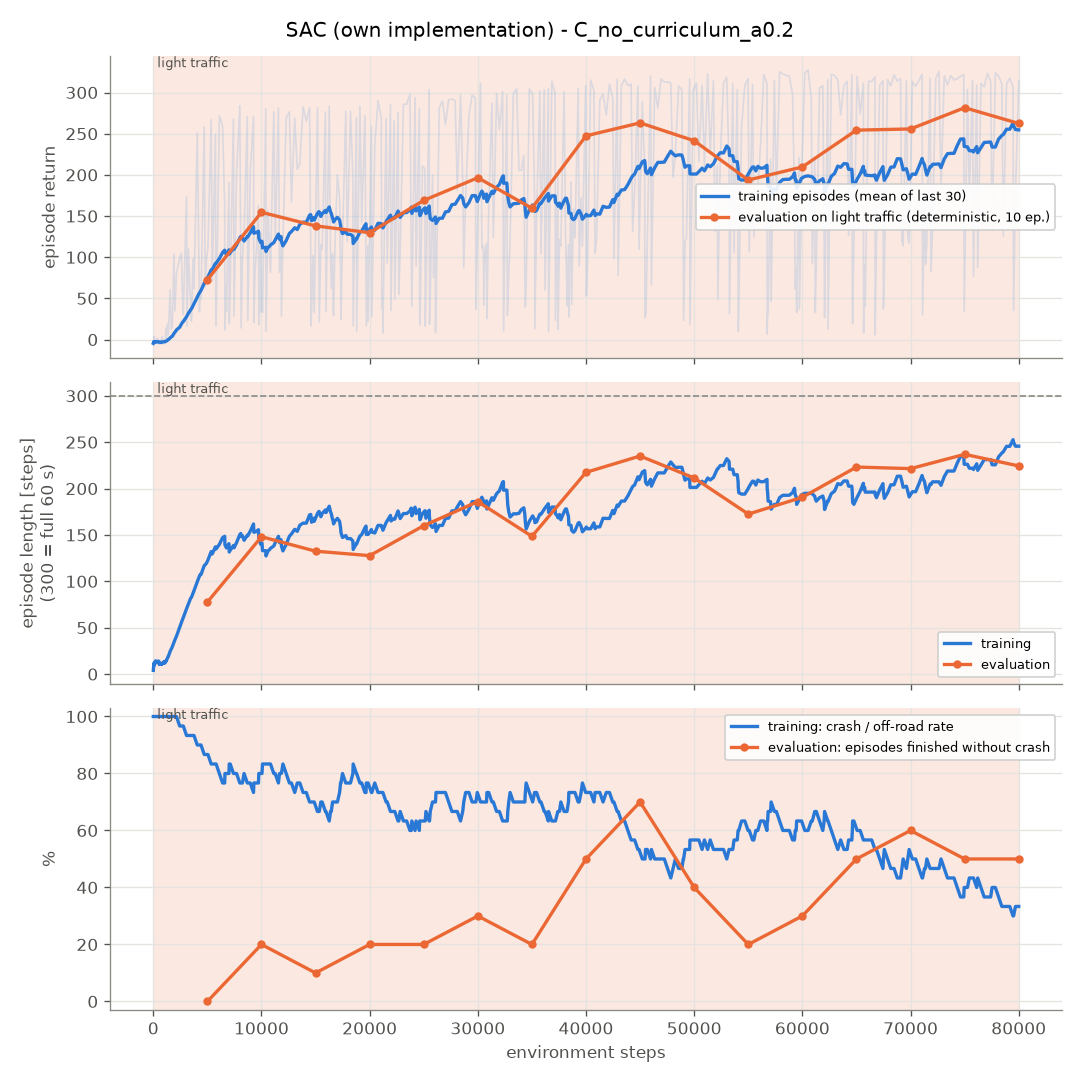 SAC (own implementation) - C_no_curriculum_a0.2
light traffic
episode return
300
250
200
150
100
50
0
training episodes (mean of last 30)
evaluation on light traffic (deterministic, 10 ep.)
light traffic
episode length [steps]
(300 = full 60 s)
300
250
200
150
100
50
0
training
evaluation
light traffic
%
100
80
60
40
20
0
training: crash / off-road rate
evaluation: episodes finished without crash
0 10000 20000 30000 40000 50000 60000 70000 80000
environment steps